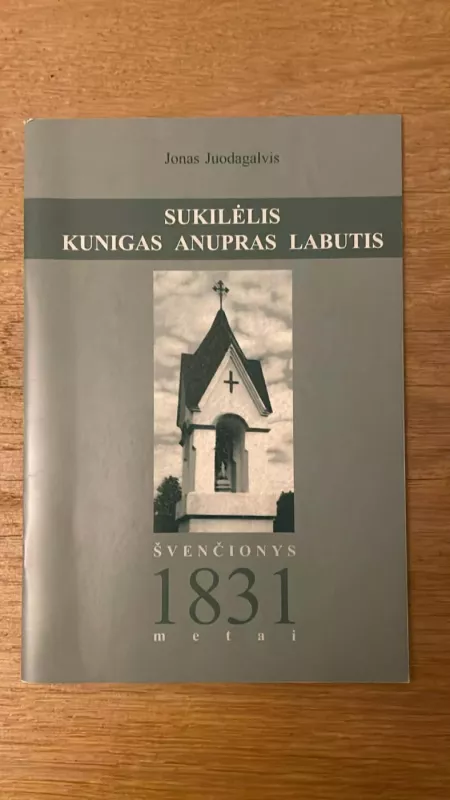 Jonas Juodagalvis
SUKILĖLIS
KUNIGAS ANUPRAS LABUTIS
ŠVENČIONYS
1831
metai